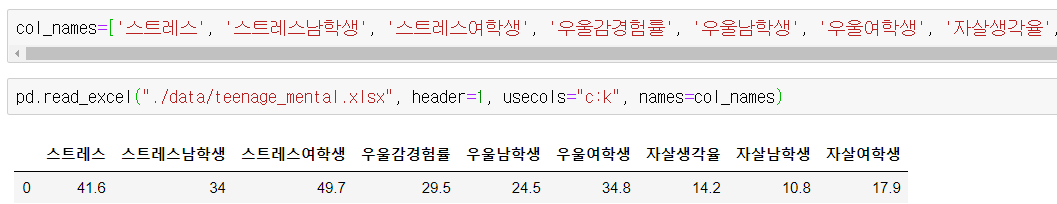 col_names=['스트레스', '스트레스남학생', '스트레스여학생', '우울감경험률', '우울남학생', '우울여학생', '자살생각율',
pd.read_excel("./data/teenage_mental.xlsx", header=1, usecols="c:k", names=col_names)
스트레스 스트레스남학생 스트레스여학생 우울감경험률 우울남학생 우울여학생 자살생각율 자살남학생 자살여학생
0 41.6 34 49.7 29.5 24.5 34.8 14.2 10.8 17.9